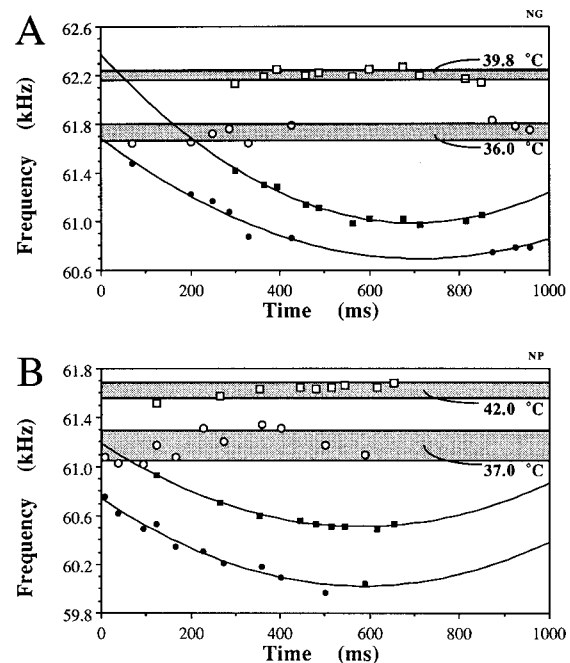 NG
A
62.6
62.2
61.8
61.4
61.0
60.6
Frequency (kHz)
39.8 °C
36.0 °C
0 200 400 600 800 1000
Time (ms)
NP
B
61.8
61.4
61.0
60.6
60.2
59.8
Frequency (kHz)
42.0 °C
37.0 °C
0 200 400 600 800 1000
Time (ms)